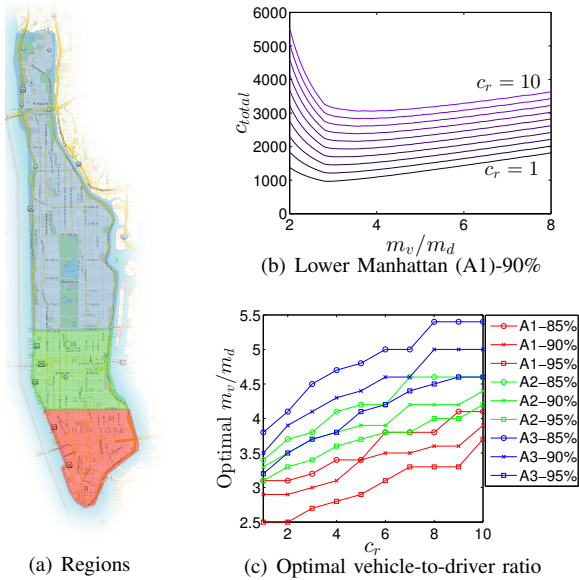 NEW YORK
(a) Regions
6000
5000
4000
3000
2000
1000
0
c_total
c_r = 10
c_r = 1
2 4 6 8
m_v/m_d
(b) Lower Manhattan (A1)-90%
5.5
5
4.5
4
3.5
3
2.5
Optimal m_v/m_d
2 4 6 8 10
c_r
A1−85%
A1−90%
A1−95%
A2−85%
A2−90%
A2−95%
A3−85%
A3−90%
A3−95%
(c) Optimal vehicle-to-driver ratio